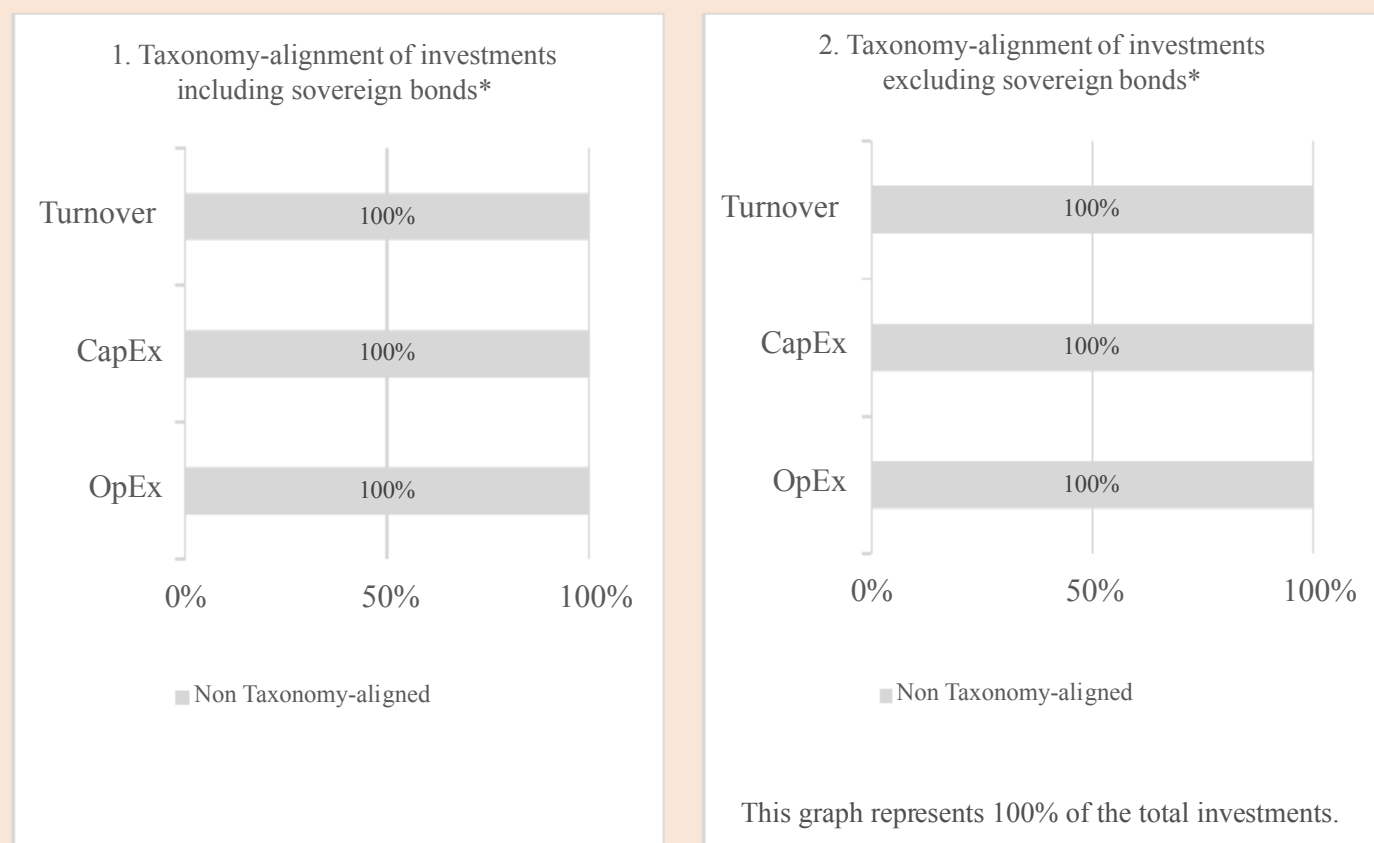 1. Taxonomy-alignment of investments
including sovereign bonds*
Turnover
100%
CapEx
100%
OpEx
100%
0% 50% 100%
Non Taxonomy-aligned
2. Taxonomy-alignment of investments
excluding sovereign bonds*
Turnover
100%
CapEx
100%
OpEx
100%
0% 50% 100%
Non Taxonomy-aligned
This graph represents 100% of the total investments.